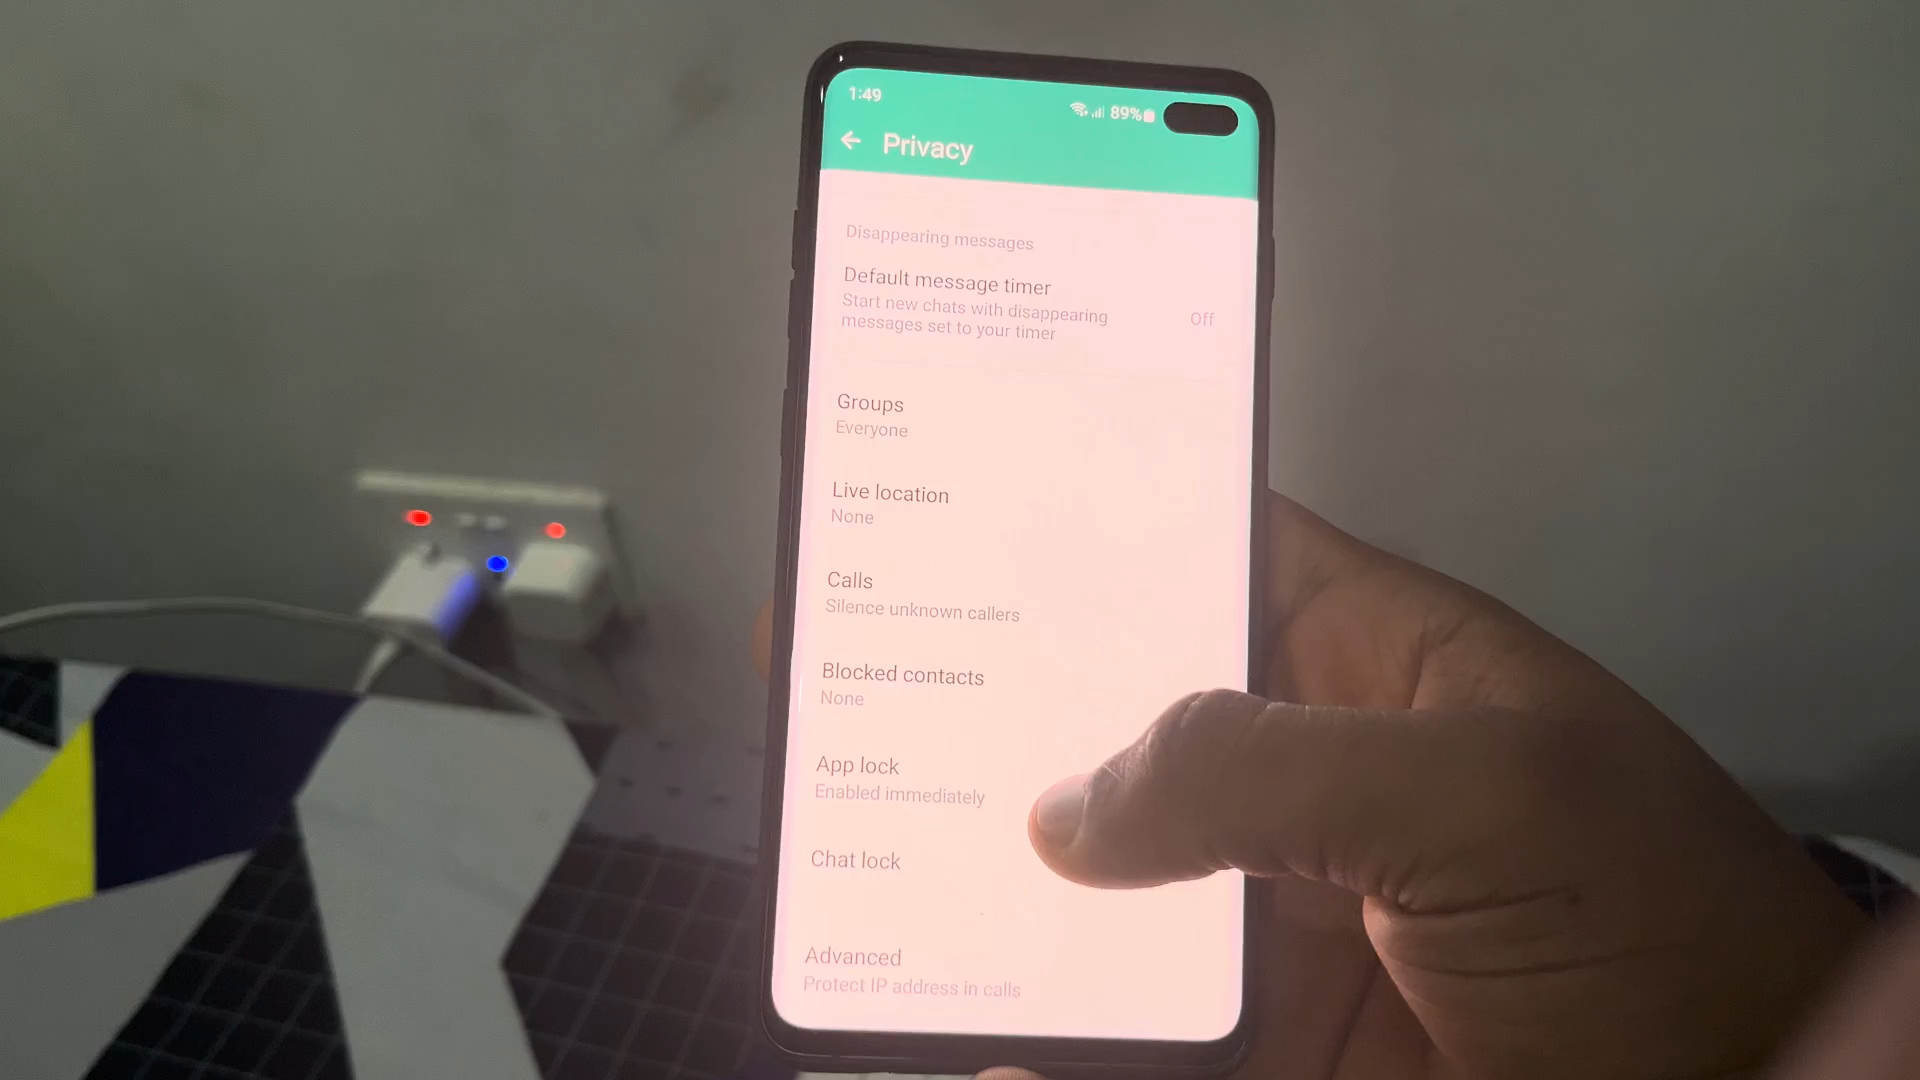 1:49
89%
Privacy
Disappearing messages
Default message timer
Start new chats with disappearing
messages set to your timer
Off
Groups
Everyone
Live location
None
Calls
Silence unknown callers
Blocked contacts
None
App lock
Enabled immediately
Chat lock
Advanced
Protect IP address in calls